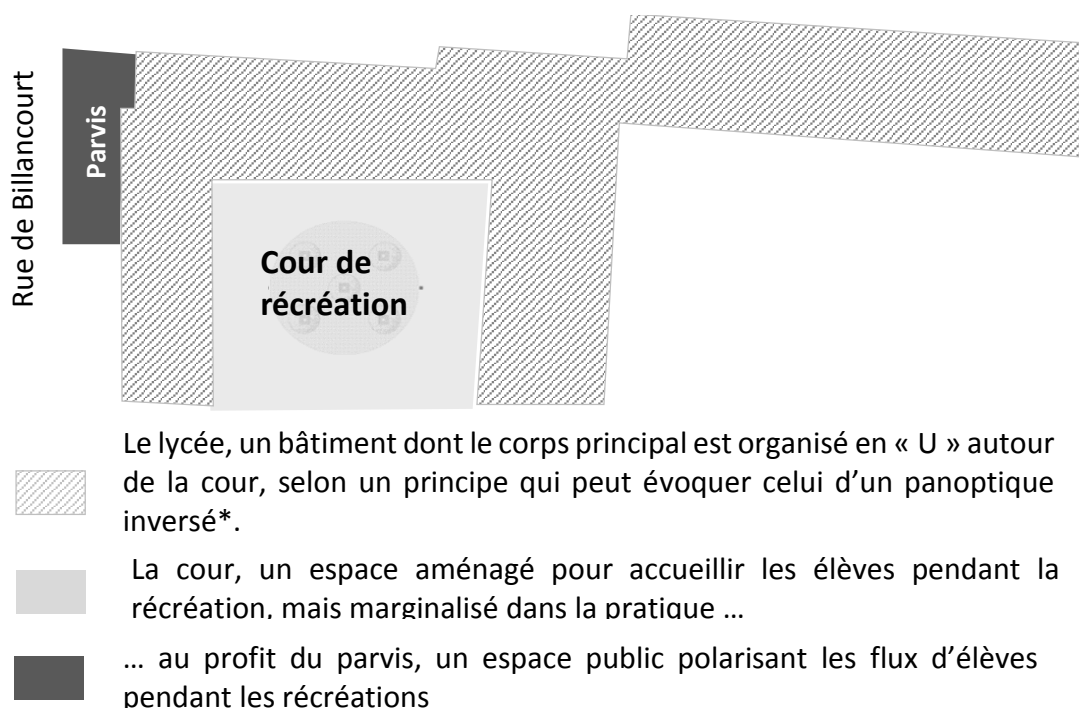 Rue de Billancourt
Parvis
Cour de
récréation
Le lycée, un bâtiment dont le corps principal est organisé en « U » autour
de la cour, selon un principe qui peut évoquer celui d’un panoptique
inversé*.
La cour, un espace aménagé pour accueillir les élèves pendant la
récréation, mais marginalisé dans la pratique …
… au profit du parvis, un espace public polarisant les flux d’élèves
pendant les récréations